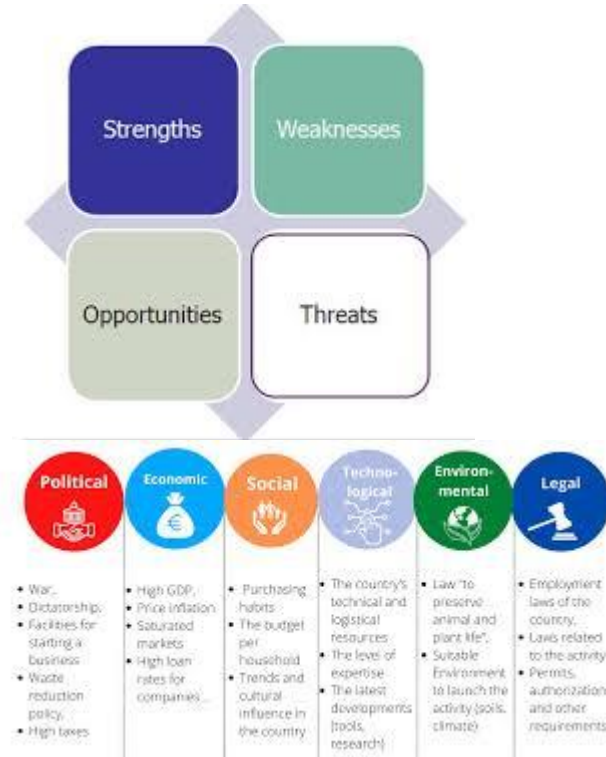 Strengths
Weaknesses
Opportunities
Threats
Political
Economic
Social
Techno-
logical
Environ-
mental
Legal
€
• War..
• Dictatorship,
• Facilities for
starting a
business
• Waste
reduction
policy,
• High taxes
• High GDP,
• Price inflation
• Saturated
markets
• High loan
rates for
companies...
• Purchasing
habits
• The budget
per
household
• Trends and
cultural
influence in
the country
• The country's
technical and
logistical
resources
• The level of
expertise
• The latest
developments
(tools,
research)
• Law "to
preserve
animal and
plant life",
• Suitable
Environment
to launch the
activity (soils,
climate)
• Employment
laws of the
country,
• Laws related
to the activity
• Permits,
authorization
and other
requirements